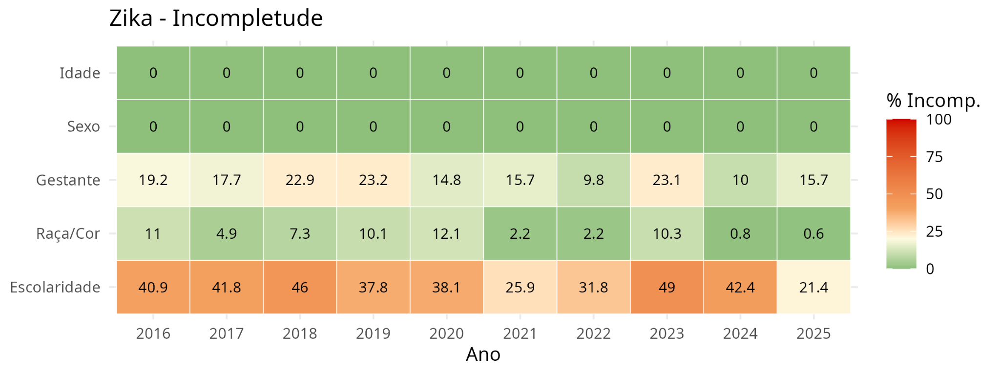 Zika - Incompletude
Idade 0 0 0 0 0 0 0 0 0 0
Sexo 0 0 0 0 0 0 0 0 0 0
Gestante 19.2 17.7 22.9 23.2 14.8 15.7 9.8 23.1 10 15.7
Raça/Cor 11 4.9 7.3 10.1 12.1 2.2 2.2 10.3 0.8 0.6
Escolaridade 40.9 41.8 46 37.8 38.1 25.9 31.8 49 42.4 21.4
2016 2017 2018 2019 2020 2021 2022 2023 2024 2025
Ano
% Incomp.
100
75
50
25
0